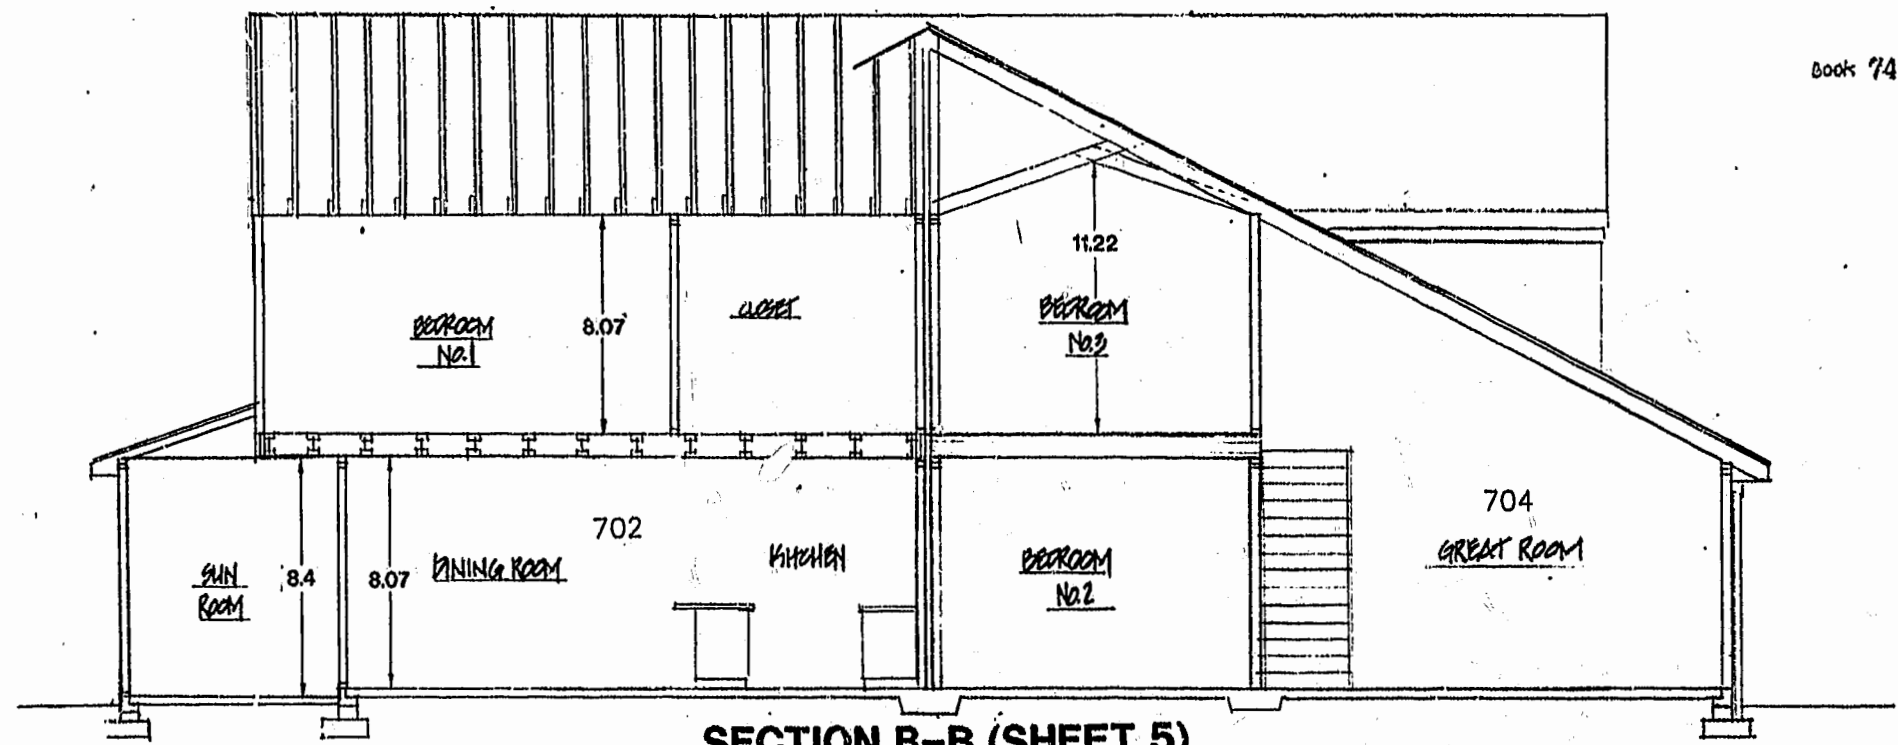 BOOK 74
11.22
BEDROOM
NO.1
8.07'
CLOSET
BEDROOM
NO.3
702
704
SUN
ROOM
8.4
8.07
DINING ROOM
KITCHEN
BEDROOM
NO.2
GREAT ROOM
SECTION B-B (SHEET 5)